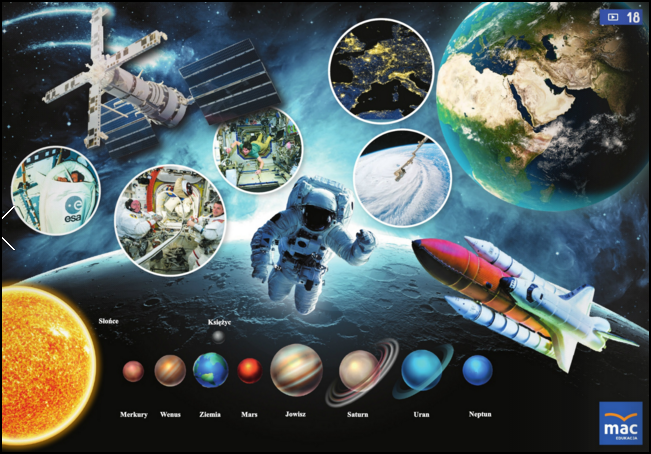 18
esa
Słońce
Księżyc
Merkury
Wenus
Ziemia
Mars
Jowisz
Saturn
Uran
Neptun
mac
EDUKACJA